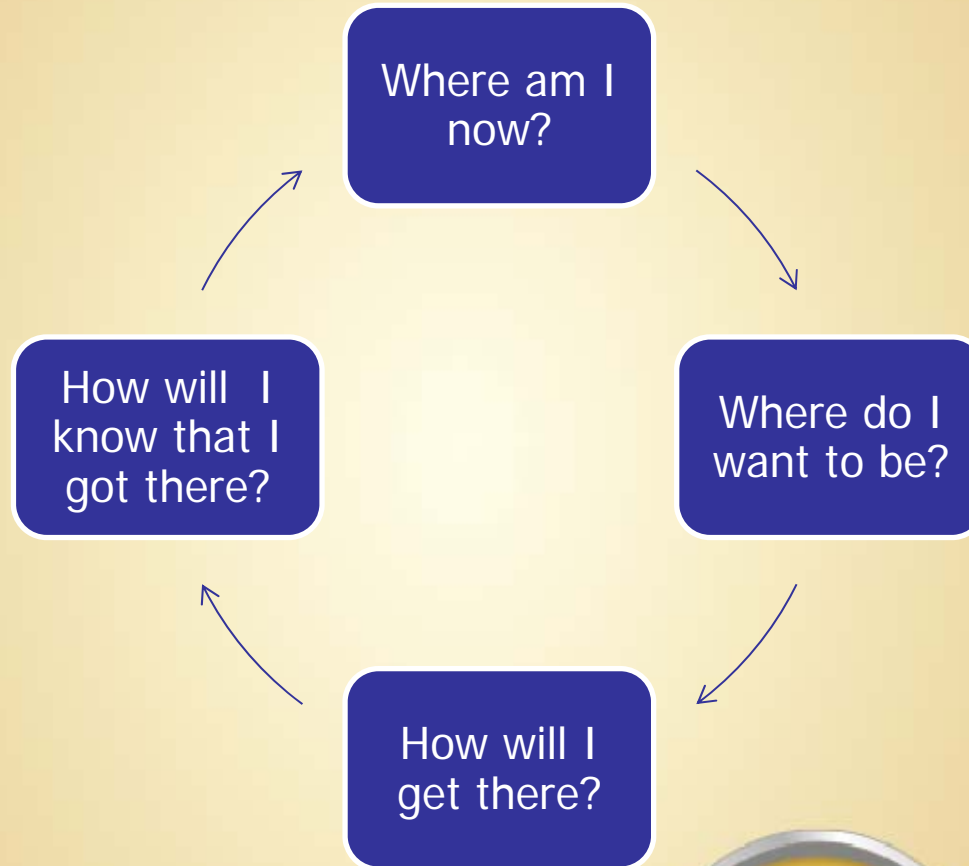 Where am I
now?
Where do I
want to be?
How will I
get there?
How will  I
know that I
got there?